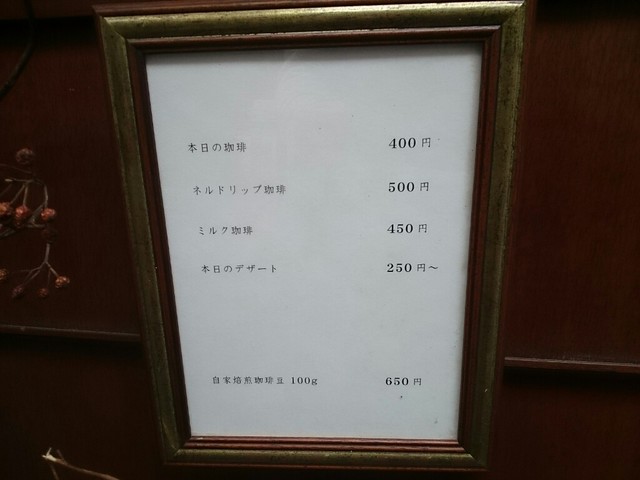 本日の珈琲 400円
ネルドリップ珈琲 500円
ミルク珈琲 450円
本日のデザート 250円～
自家焙煎珈琲豆 100g 650円